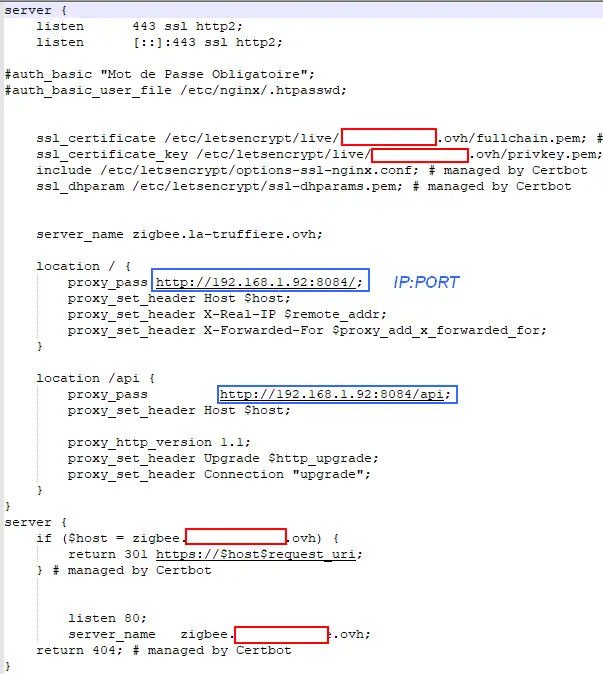 server {
listen 443 ssl http2;
listen [::]:443 ssl http2;
#auth_basic "Mot de Passe Obligatoire";
#auth_basic_user_file /etc/nginx/.htpasswd;
ssl_certificate /etc/letsencrypt/live/ .ovh/fullchain.pem; #
ssl_certificate_key /etc/letsencrypt/live/ .ovh/privkey.pem;
include /etc/letsencrypt/options-ssl-nginx.conf; # managed by Certbot
ssl_dhparam /etc/letsencrypt/ssl-dhparams.pem; # managed by Certbot
server_name zigbee.la-truffiere.ovh;
location / {
proxy_pass http://192.168.1.92:8084/; IP:PORT
proxy_set_header Host $host;
proxy_set_header X-Real-IP $remote_addr;
proxy_set_header X-Forwarded-For $proxy_add_x_forwarded_for;
}
location /api {
proxy_pass http://192.168.1.92:8084/api;
proxy_set_header Host $host;
proxy_http_version 1.1;
proxy_set_header Upgrade $http_upgrade;
proxy_set_header Connection "upgrade";
}
}
server {
if ($host = zigbee. .ovh) {
return 301 https://$host$request_uri;
} # managed by Certbot
listen 80;
server_name zigbee. .ovh;
return 404; # managed by Certbot
}